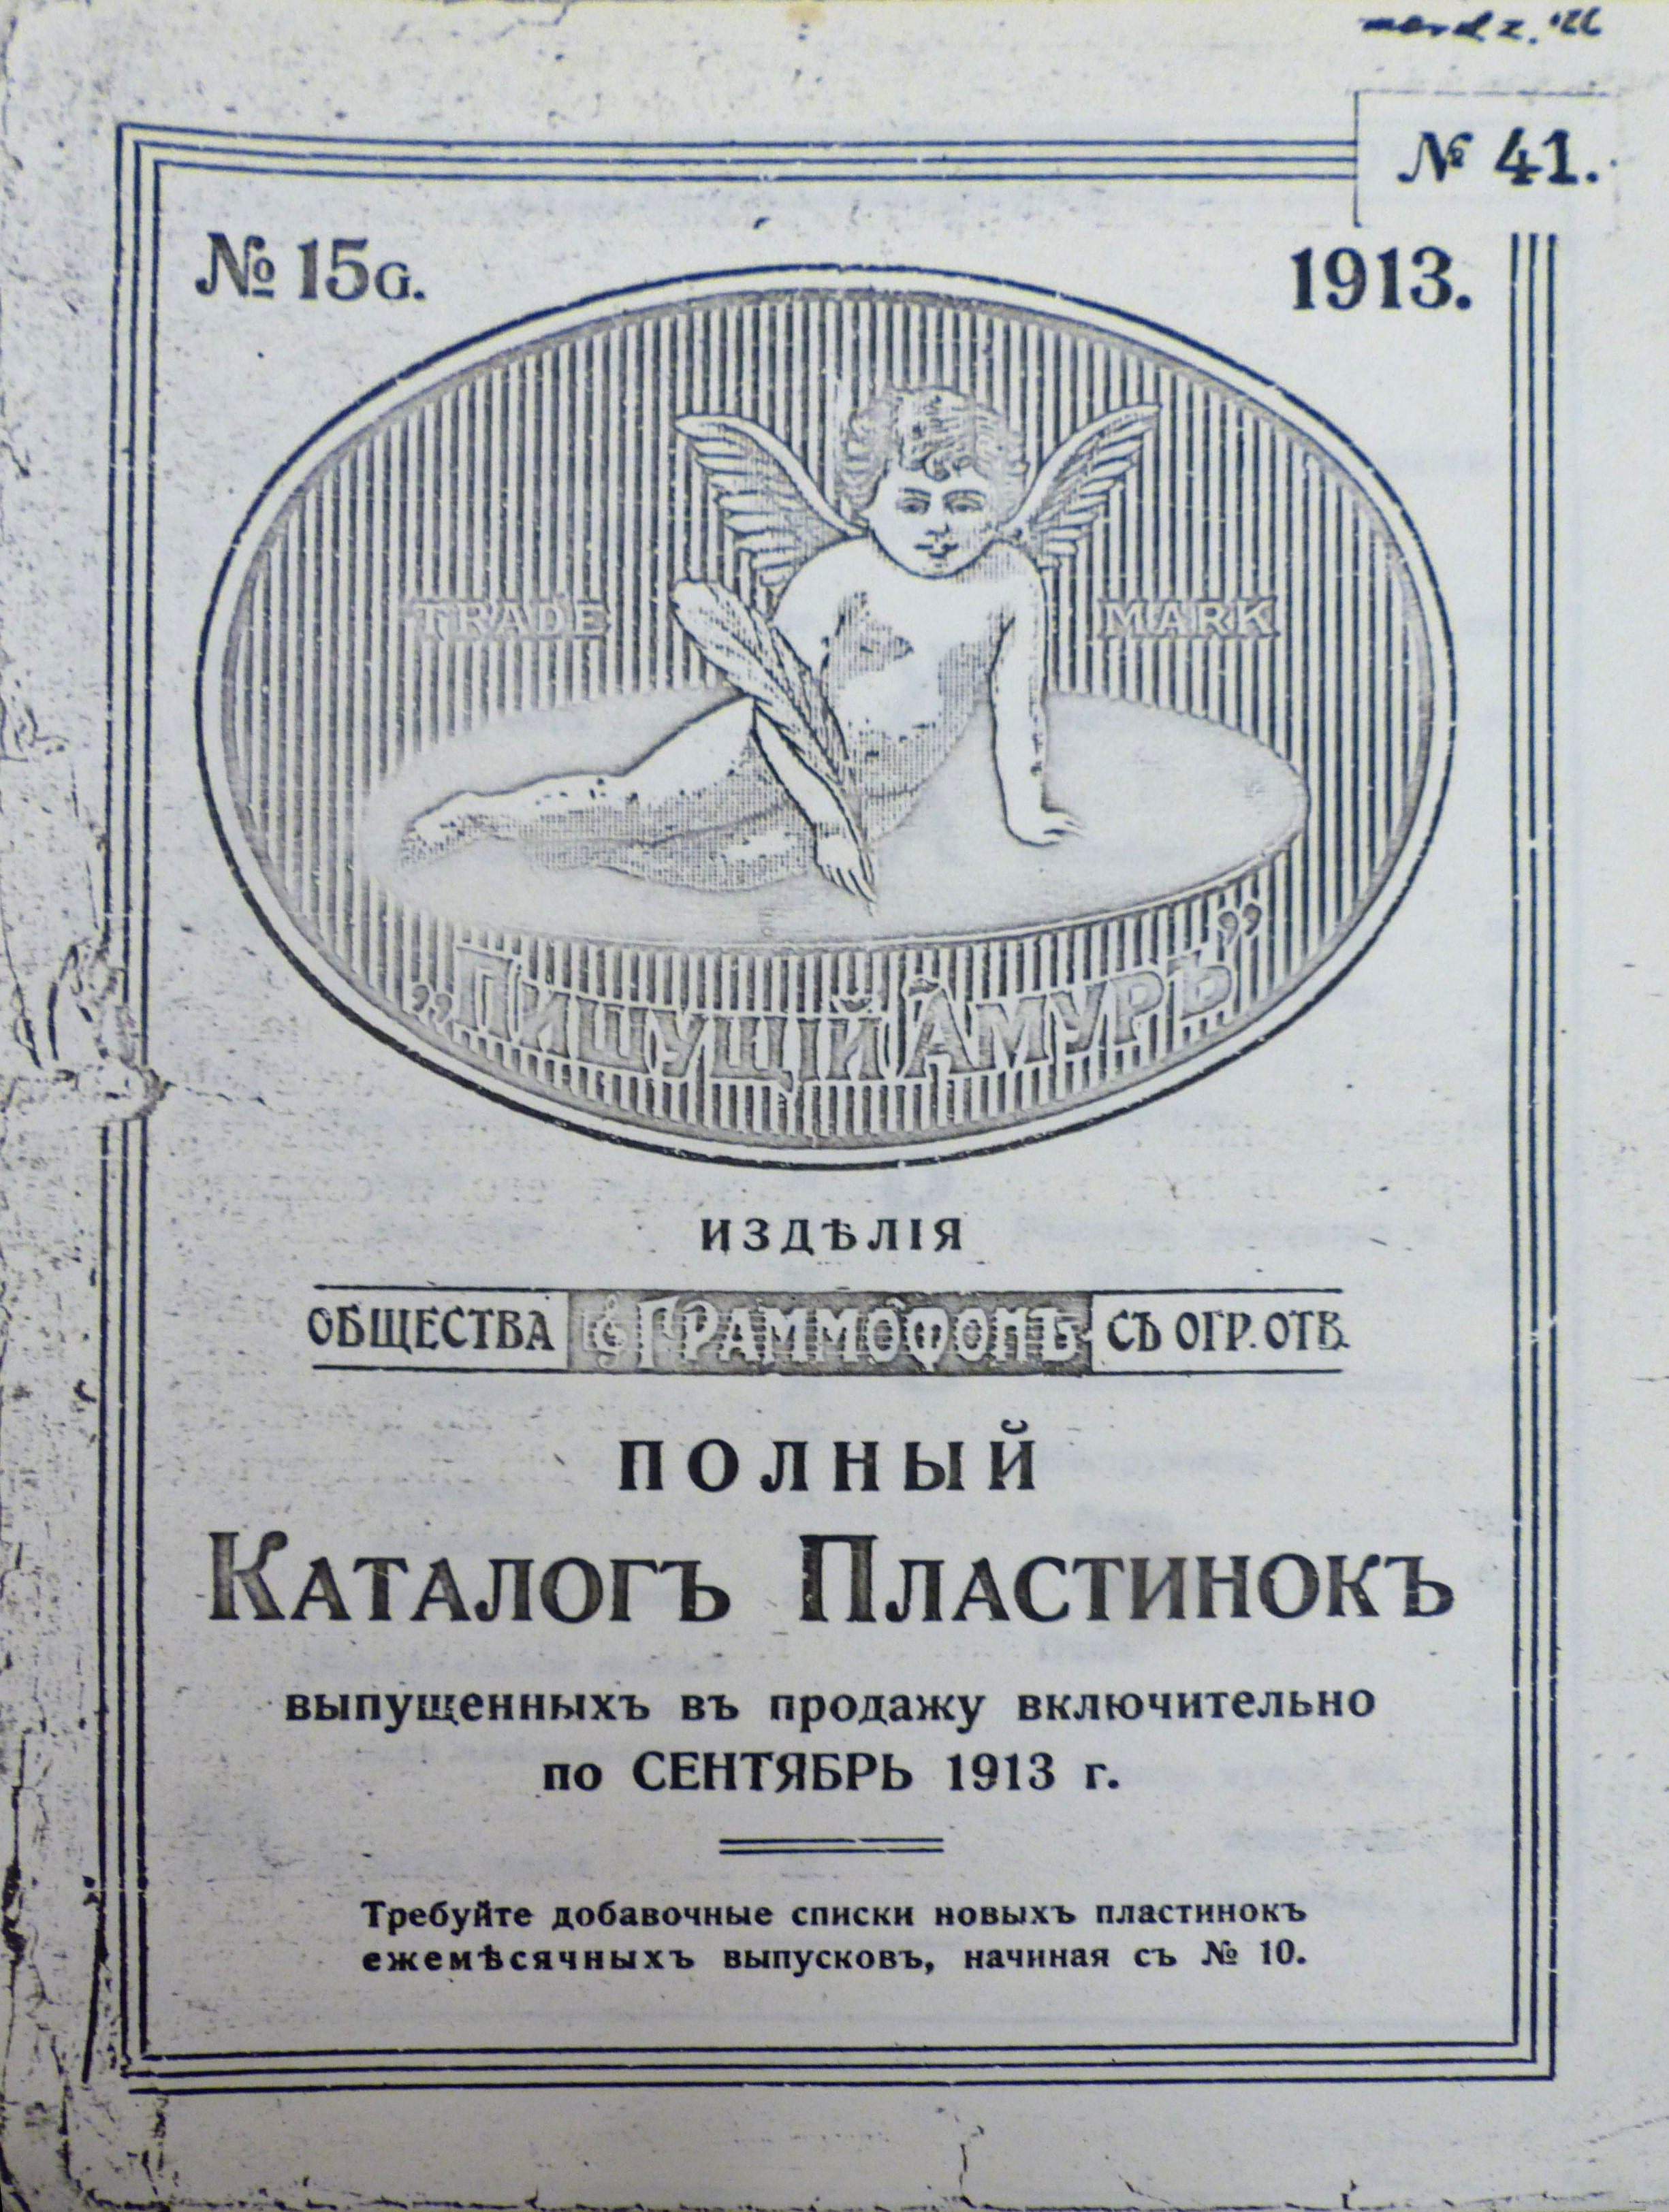 № 41.
№ 15a.
1913.
TRADE MARK
„Пишущій Амуръ”
ИЗДѢЛІЯ
ОБЩЕСТВА ГРАММОФОНЪ СЪ ОГР. ОТВ.
ПОЛНЫЙ
КАТАЛОГЪ ПЛАСТИНОКЪ
выпущенныхъ въ продажу включительно
по СЕНТЯБРЬ 1913 г.
Требуйте добавочные списки новыхъ пластинокъ
ежемѣсячныхъ выпусковъ, начиная съ № 10.